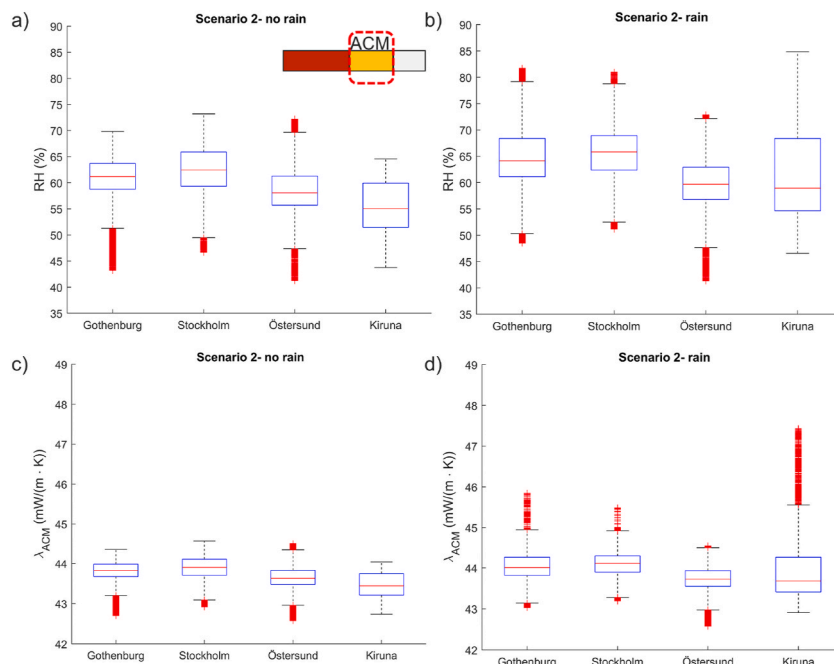 a)
Scenario 2- no rain
ACM
90
85
80
75
70
65
60
55
50
45
40
35
RH (%)
Gothenburg Stockholm Östersund Kiruna
b)
Scenario 2- rain
90
85
80
75
70
65
60
55
50
45
40
35
RH (%)
Gothenburg Stockholm Östersund Kiruna
c)
Scenario 2- no rain
49
48
47
46
45
44
43
42
λACM (mW/(m · K))
Gothenburg Stockholm Östersund Kiruna
d)
Scenario 2- rain
49
48
47
46
45
44
43
42
λACM (mW/(m · K))
Gothenburg Stockholm Östersund Kiruna